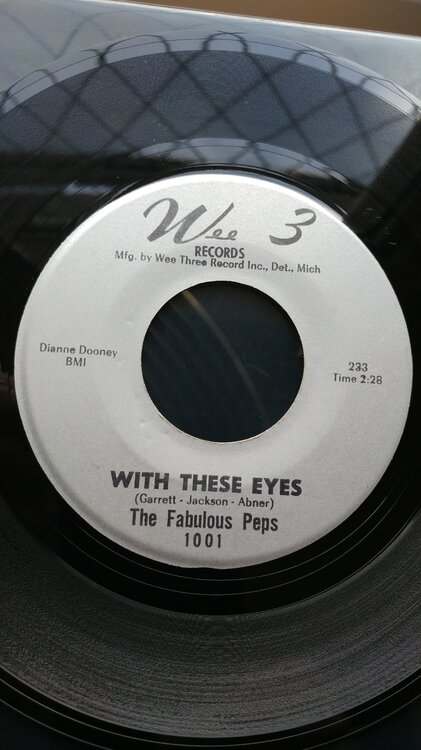 Wee 3
RECORDS
Mfg. by Wee Three Record Inc., Det., Mich
Dianne Dooney
BMI
233
Time 2:28
WITH THESE EYES
(Garrett - Jackson - Abner)
The Fabulous Peps
1001